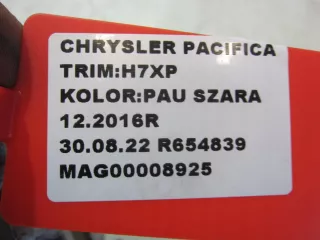 CHRYSLER PACIFICA
TRIM:H7XP
KOLOR:PAU SZARA
12.2016R
30.08.22 R654839
MAG00008925